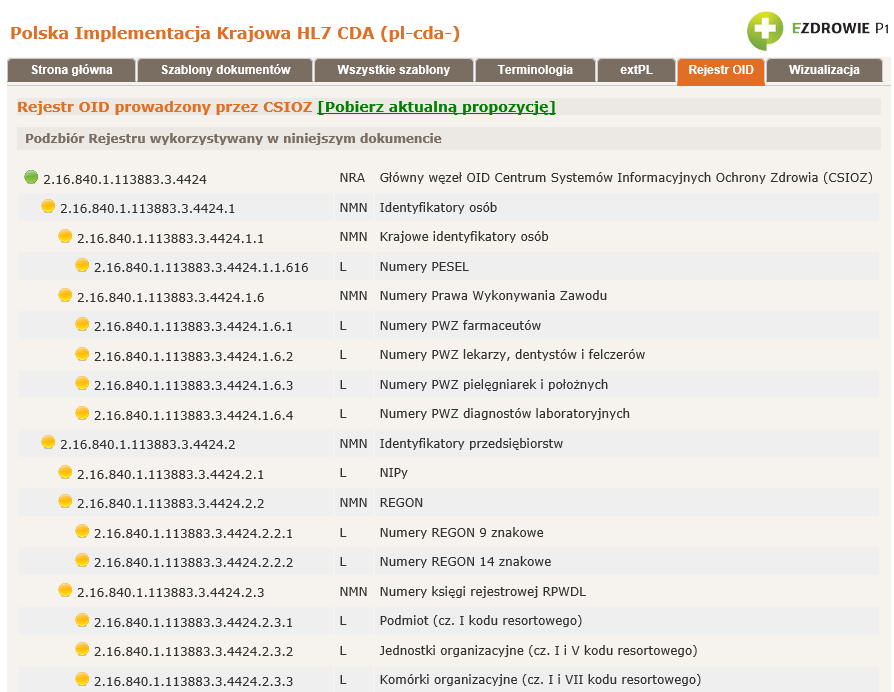 Polska Implementacja Krajowa HL7 CDA (pl-cda-)
EZDROWIE P1
Strona główna Szablony dokumentów Wszystkie szablony Terminologia extPL Rejestr OID Wizualizacja
Rejestr OID prowadzony przez CSIOZ [Pobierz aktualną propozycję]
Podzbiór Rejestru wykorzystywany w niniejszym dokumencie
2.16.840.1.113883.3.4424 NRA Główny węzeł OID Centrum Systemów Informacyjnych Ochrony Zdrowia (CSIOZ)
2.16.840.1.113883.3.4424.1 NMN Identyfikatory osób
2.16.840.1.113883.3.4424.1.1 NMN Krajowe identyfikatory osób
2.16.840.1.113883.3.4424.1.1.616 L Numery PESEL
2.16.840.1.113883.3.4424.1.6 NMN Numery Prawa Wykonywania Zawodu
2.16.840.1.113883.3.4424.1.6.1 L Numery PWZ farmaceutów
2.16.840.1.113883.3.4424.1.6.2 L Numery PWZ lekarzy, dentystów i felczerów
2.16.840.1.113883.3.4424.1.6.3 L Numery PWZ pielęgniarek i położnych
2.16.840.1.113883.3.4424.1.6.4 L Numery PWZ diagnostów laboratoryjnych
2.16.840.1.113883.3.4424.2 NMN Identyfikatory przedsiębiorstw
2.16.840.1.113883.3.4424.2.1 L NIPy
2.16.840.1.113883.3.4424.2.2 NMN REGON
2.16.840.1.113883.3.4424.2.2.1 L Numery REGON 9 znakowe
2.16.840.1.113883.3.4424.2.2.2 L Numery REGON 14 znakowe
2.16.840.1.113883.3.4424.2.3 NMN Numery księgi rejestrowej RPWDL
2.16.840.1.113883.3.4424.2.3.1 L Podmiot (cz. I kodu resortowego)
2.16.840.1.113883.3.4424.2.3.2 L Jednostki organizacyjne (cz. I i V kodu resortowego)
2.16.840.1.113883.3.4424.2.3.3 L Komórki organizacyjne (cz. I i VII kodu resortowego)